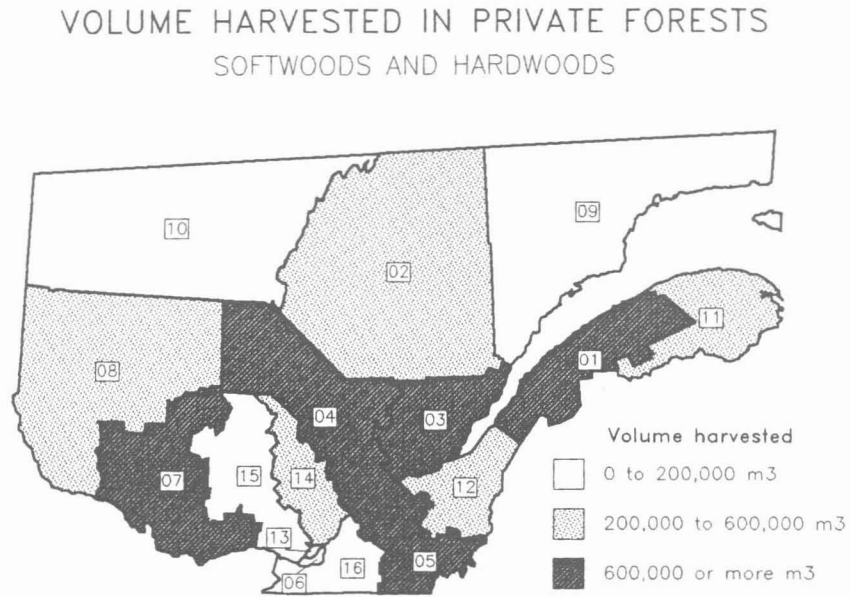 VOLUME HARVESTED IN PRIVATE FORESTS
SOFTWOODS AND HARDWOODS
10
09
02
11
08
01
04
03
07
15
14
12
13
05
16
06
Volume harvested
0 to 200,000 m3
200,000 to 600,000 m3
600,000 or more m3